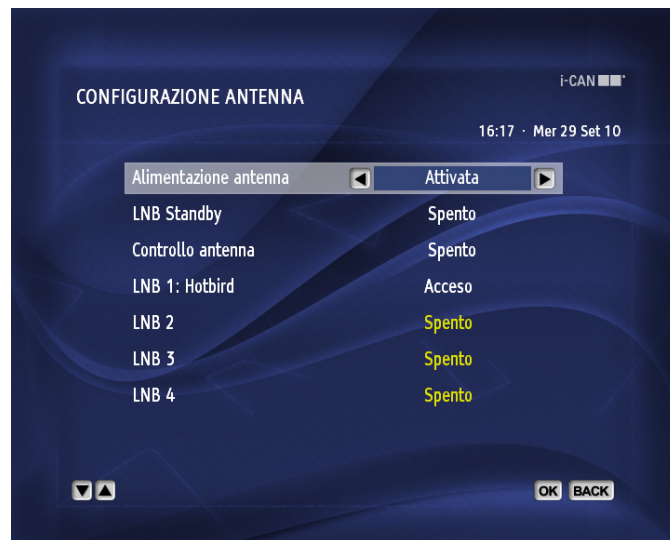 i-CAN
CONFIGURAZIONE ANTENNA
16:17 · Mer 29 Set 10
Alimentazione antenna Attivata
LNB Standby Spento
Controllo antenna Spento
LNB 1: Hotbird Acceso
LNB 2 Spento
LNB 3 Spento
LNB 4 Spento
OK BACK